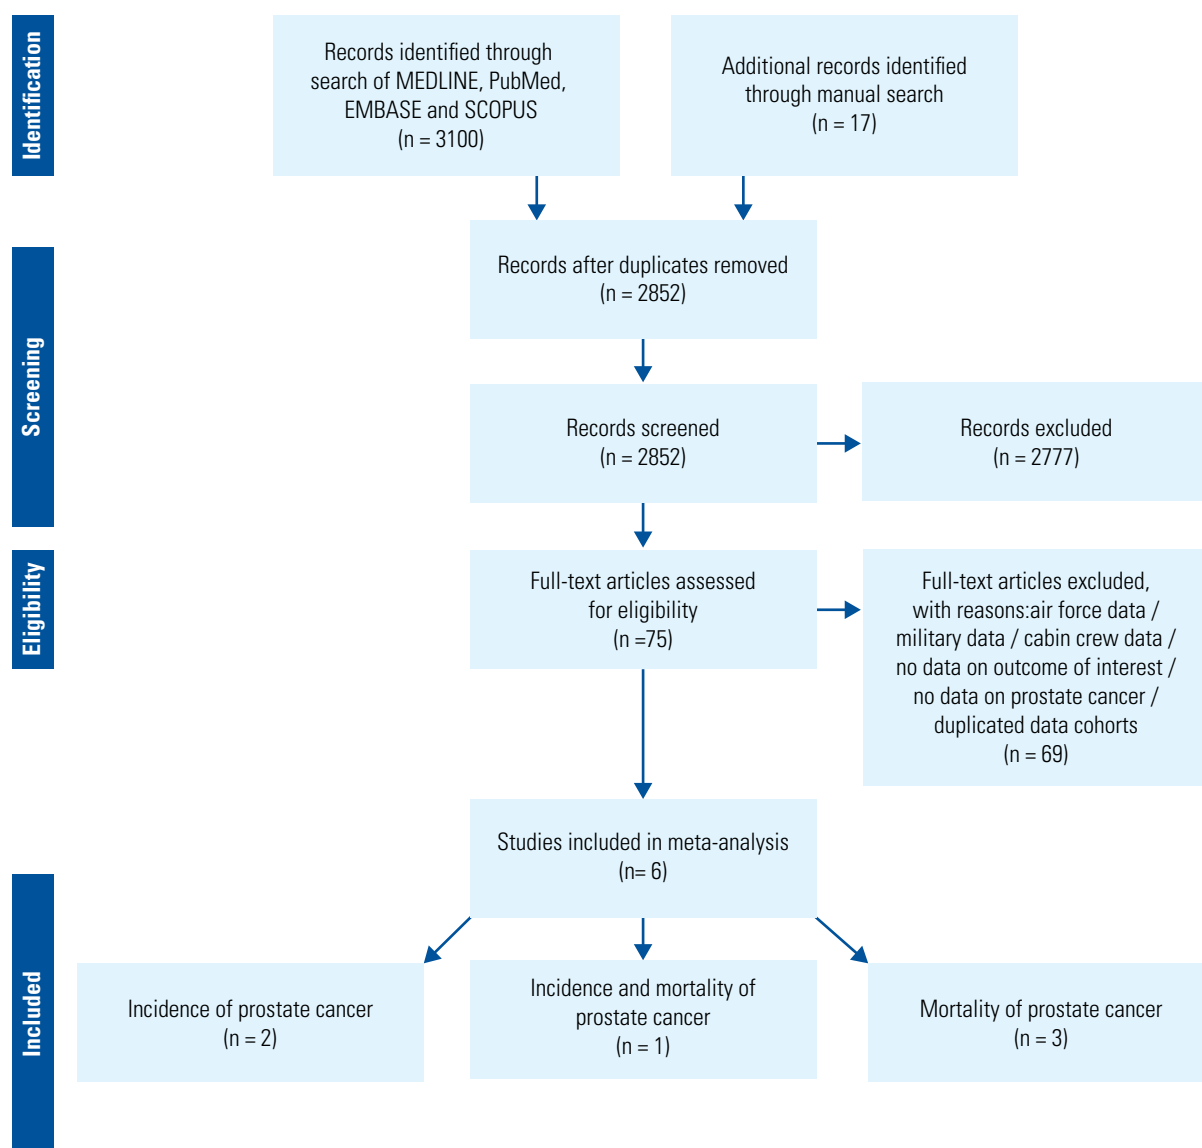 Identification
Records identified through
search of MEDLINE, PubMed,
EMBASE and SCOPUS
(n = 3100)
Additional records identified
through manual search
(n = 17)
Records after duplicates removed
(n = 2852)
Screening
Records screened
(n = 2852)
Records excluded
(n = 2777)
Eligibility
Full-text articles assessed
for eligibility
(n =75)
Full-text articles excluded,
with reasons:air force data /
military data / cabin crew data /
no data on outcome of interest /
no data on prostate cancer /
duplicated data cohorts
(n = 69)
Studies included in meta-analysis
(n= 6)
Included
Incidence of prostate cancer
(n = 2)
Incidence and mortality of
prostate cancer
(n = 1)
Mortality of prostate cancer
(n = 3)